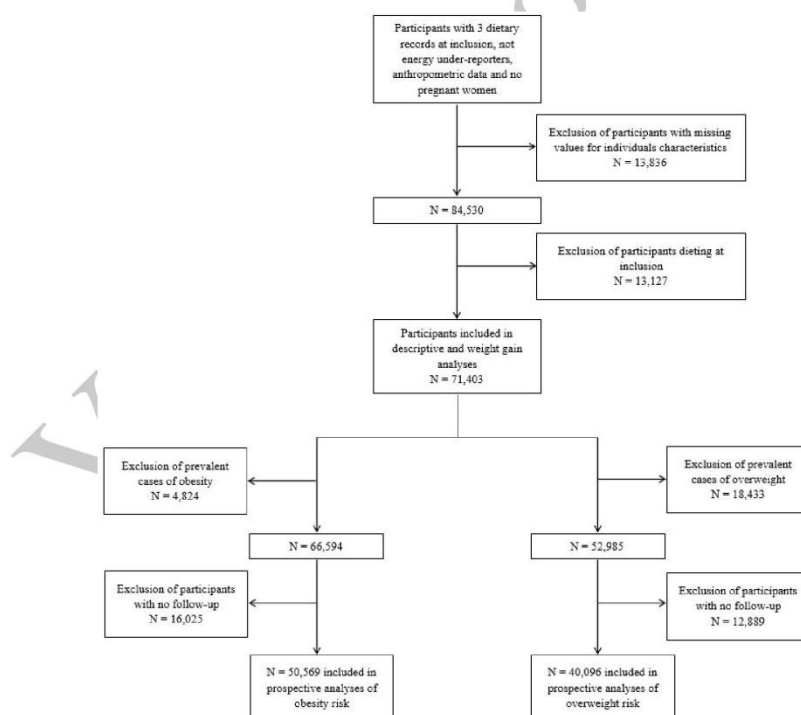 Participants with 3 dietary
records at inclusion, not
energy under-reporters,
anthropometric data and no
pregnant women
Exclusion of participants with missing
values for individuals characteristics
N = 13,836
N = 84,530
Exclusion of participants dieting at
inclusion
N = 13,127
Participants included in
descriptive and weight gain
analyses
N = 71,403
Exclusion of prevalent
cases of obesity
N = 4,824
Exclusion of prevalent
cases of overweight
N = 18,433
N = 66,594
N = 52,985
Exclusion of participants
with no follow-up
N = 16,025
Exclusion of participants
with no follow-up
N = 12,889
N = 50,569 included in
prospective analyses of
obesity risk
N = 40,096 included in
prospective analyses of
overweight risk